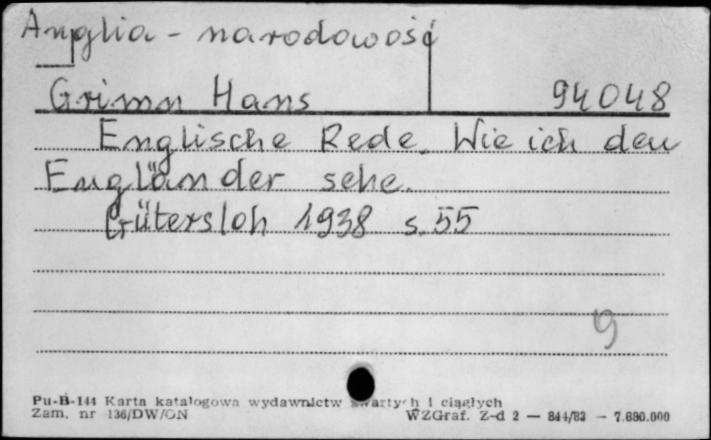 Anglia - narodowość
Grimm Hans 94048
Englische Rede. Wie ich den
Engländer sehe.
Gütersloh 1938 s. 55
9
Pu-B-144 Karta katalogowa wydawnictw zwartych i ciągłych
Zam. nr 136/DW/ON WZGraf. Z-d 2 — 844/83 — 7.680.000